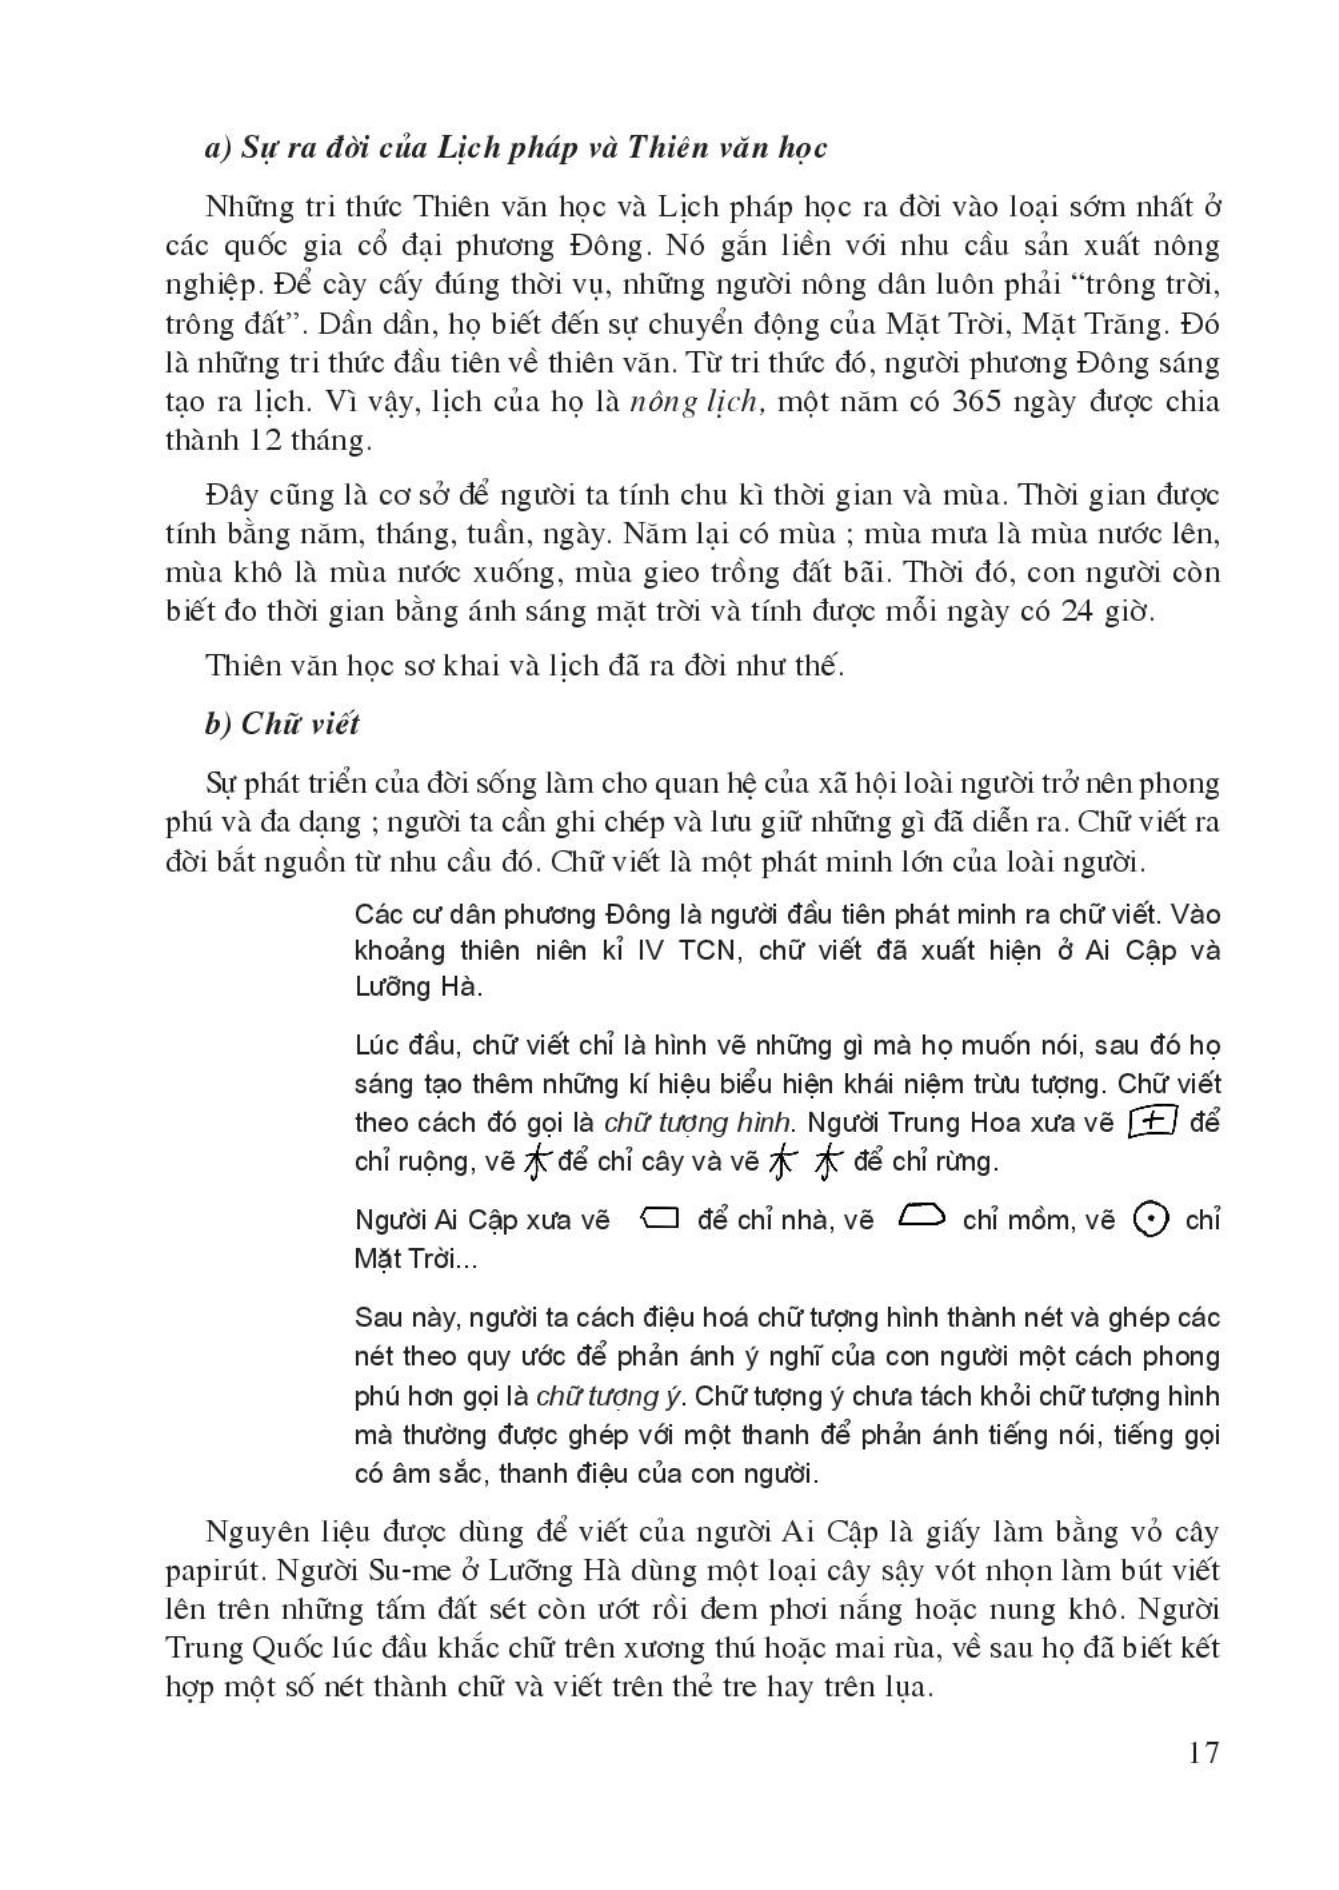 a) Sự ra đời của Lịch pháp và Thiên văn học
Những tri thức Thiên văn học và Lịch pháp học ra đời vào loại sớm nhất ở
các quốc gia cổ đại phương Đông. Nó gắn liền với nhu cầu sản xuất nông
nghiệp. Để cày cấy đúng thời vụ, những người nông dân luôn phải “trông trời,
trông đất”. Dần dần, họ biết đến sự chuyển động của Mặt Trời, Mặt Trăng. Đó
là những tri thức đầu tiên về thiên văn. Từ tri thức đó, người phương Đông sáng
tạo ra lịch. Vì vậy, lịch của họ là nông lịch, một năm có 365 ngày được chia
thành 12 tháng.
Đây cũng là cơ sở để người ta tính chu kì thời gian và mùa. Thời gian được
tính bằng năm, tháng, tuần, ngày. Năm lại có mùa ; mùa mưa là mùa nước lên,
mùa khô là mùa nước xuống, mùa gieo trồng đất bãi. Thời đó, con người còn
biết đo thời gian bằng ánh sáng mặt trời và tính được mỗi ngày có 24 giờ.
Thiên văn học sơ khai và lịch đã ra đời như thế.
b) Chữ viết
Sự phát triển của đời sống làm cho quan hệ của xã hội loài người trở nên phong
phú và đa dạng ; người ta cần ghi chép và lưu giữ những gì đã diễn ra. Chữ viết ra
đời bắt nguồn từ nhu cầu đó. Chữ viết là một phát minh lớn của loài người.
Các cư dân phương Đông là người đầu tiên phát minh ra chữ viết. Vào
khoảng thiên niên kỉ IV TCN, chữ viết đã xuất hiện ở Ai Cập và
Lưỡng Hà.
Lúc đầu, chữ viết chỉ là hình vẽ những gì mà họ muốn nói, sau đó họ
sáng tạo thêm những kí hiệu biểu hiện khái niệm trừu tượng. Chữ viết
theo cách đó gọi là chữ tượng hình. Người Trung Hoa xưa vẽ để
chỉ ruộng, vẽ để chỉ cây và vẽ để chỉ rừng.
Người Ai Cập xưa vẽ để chỉ nhà, vẽ chỉ mồm, vẽ chỉ
Mặt Trời...
Sau này, người ta cách điệu hoá chữ tượng hình thành nét và ghép các
nét theo quy ước để phản ánh ý nghĩ của con người một cách phong
phú hơn gọi là chữ tượng ý. Chữ tượng ý chưa tách khỏi chữ tượng hình
mà thường được ghép với một thanh để phản ánh tiếng nói, tiếng gọi
có âm sắc, thanh điệu của con người.
Nguyên liệu được dùng để viết của người Ai Cập là giấy làm bằng vỏ cây
papirút. Người Su-me ở Lưỡng Hà dùng một loại cây sậy vót nhọn làm bút viết
lên trên những tấm đất sét còn ướt rồi đem phơi nắng hoặc nung khô. Người
Trung Quốc lúc đầu khắc chữ trên xương thú hoặc mai rùa, về sau họ đã biết kết
hợp một số nét thành chữ và viết trên thẻ tre hay trên lụa.
17